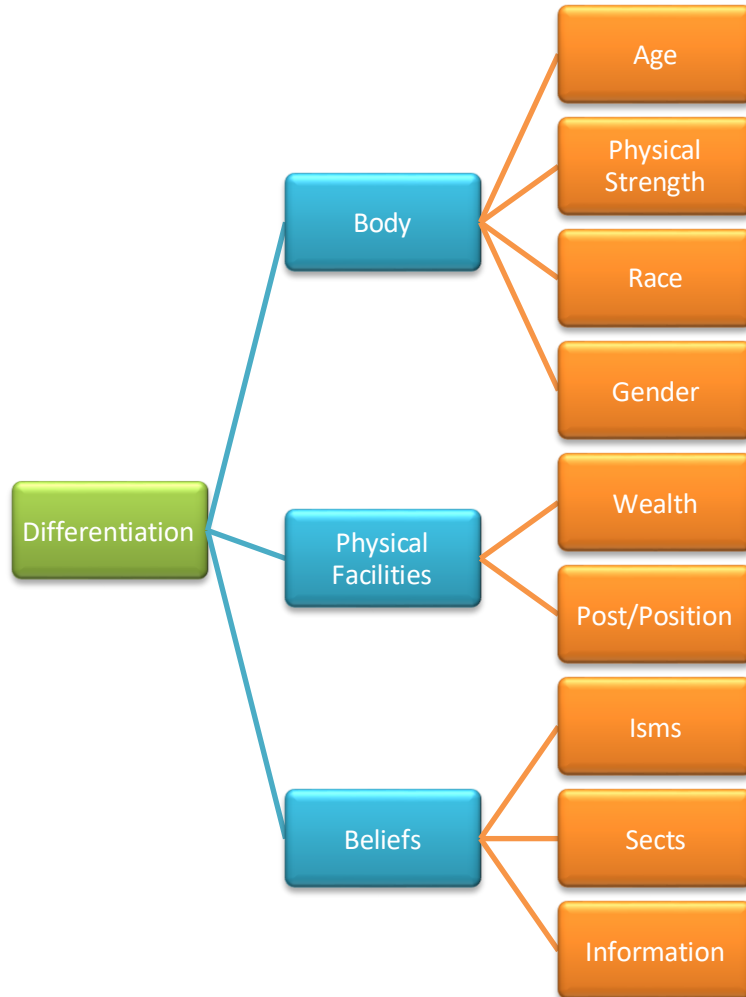 Differentiation
Body
Age
Physical
Strength
Race
Gender
Physical
Facilities
Wealth
Post/Position
Beliefs
Isms
Sects
Information